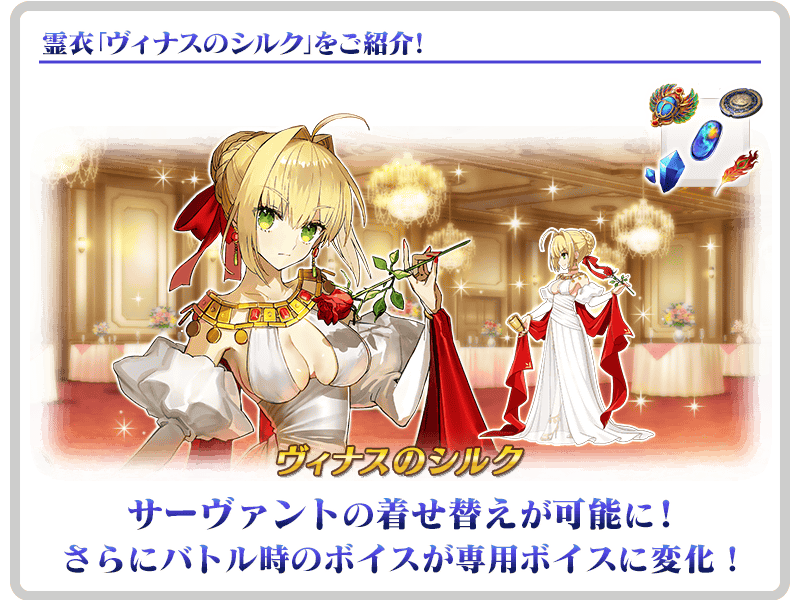 霊衣「ヴィナスのシルク」をご紹介!
ヴィナスのシルク
サーヴァントの着せ替えが可能に!
さらにバトル時のボイスが専用ボイスに変化!